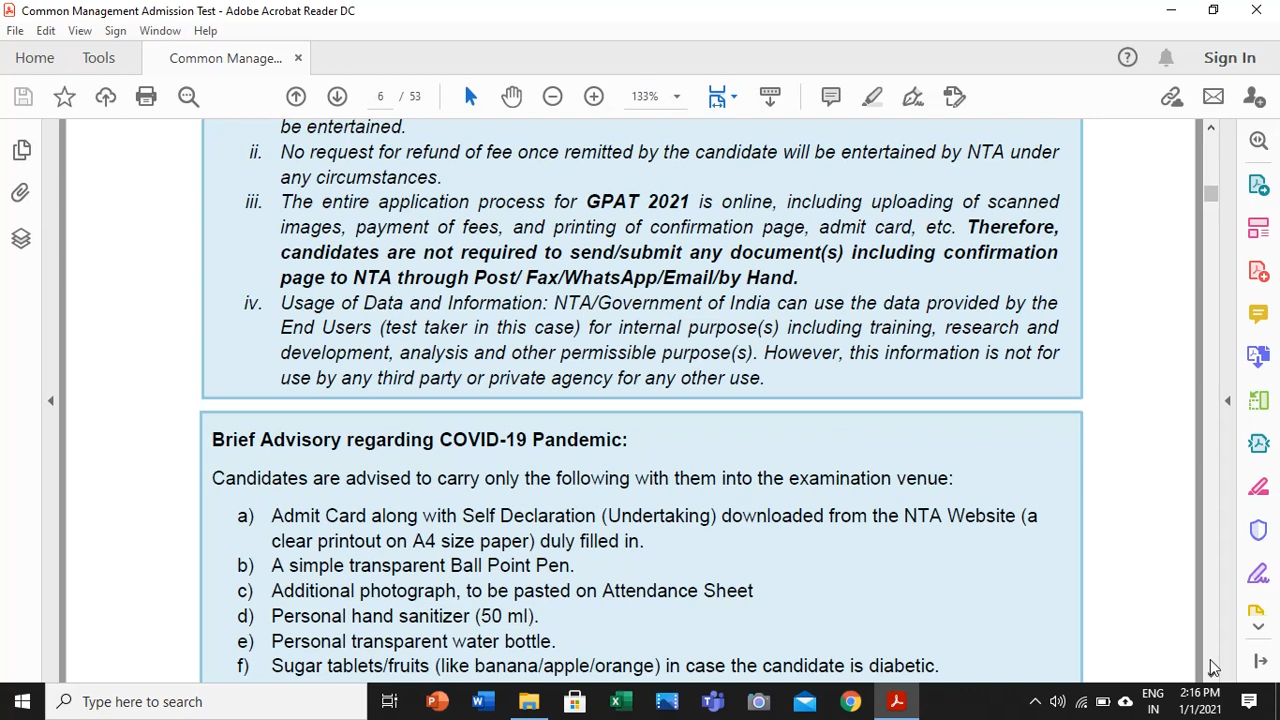 Common Management Admission Test - Adobe Acrobat Reader DC
File Edit View Sign Window Help
Home Tools Common Manage... Sign In
6 / 53 133%
be entertained.
ii. No request for refund of fee once remitted by the candidate will be entertained by NTA under
any circumstances.
iii. The entire application process for GPAT 2021 is online, including uploading of scanned
images, payment of fees, and printing of confirmation page, admit card, etc. Therefore,
candidates are not required to send/submit any document(s) including confirmation
page to NTA through Post/ Fax/WhatsApp/Email/by Hand.
iv. Usage of Data and Information: NTA/Government of India can use the data provided by the
End Users (test taker in this case) for internal purpose(s) including training, research and
development, analysis and other permissible purpose(s). However, this information is not for
use by any third party or private agency for any other use.
Brief Advisory regarding COVID-19 Pandemic:
Candidates are advised to carry only the following with them into the examination venue:
a) Admit Card along with Self Declaration (Undertaking) downloaded from the NTA Website (a
clear printout on A4 size paper) duly filled in.
b) A simple transparent Ball Point Pen.
c) Additional photograph, to be pasted on Attendance Sheet
d) Personal hand sanitizer (50 ml).
e) Personal transparent water bottle.
f) Sugar tablets/fruits (like banana/apple/orange) in case the candidate is diabetic.
Type here to search
ENG 2:16 PM
IN 1/1/2021